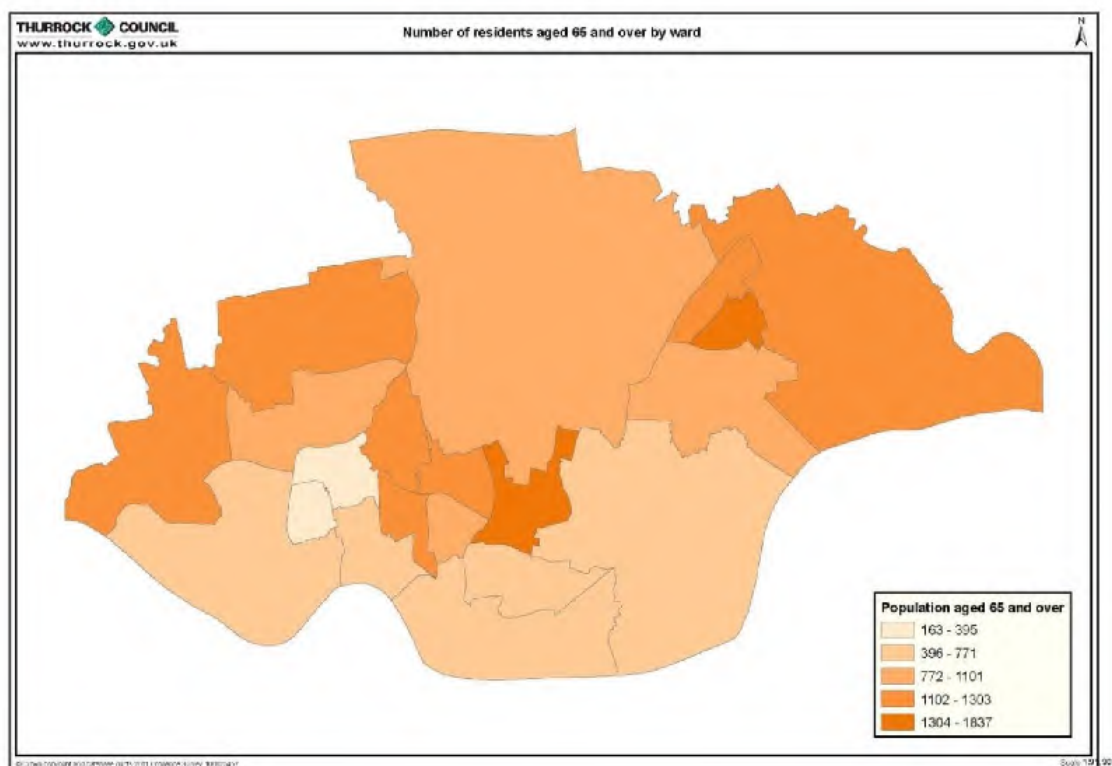 THURROCK COUNCIL
www.thurrock.gov.uk
Number of residents aged 65 and over by ward
N
Population aged 65 and over
163 - 395
396 - 771
772 - 1101
1102 - 1303
1304 - 1837
Scale